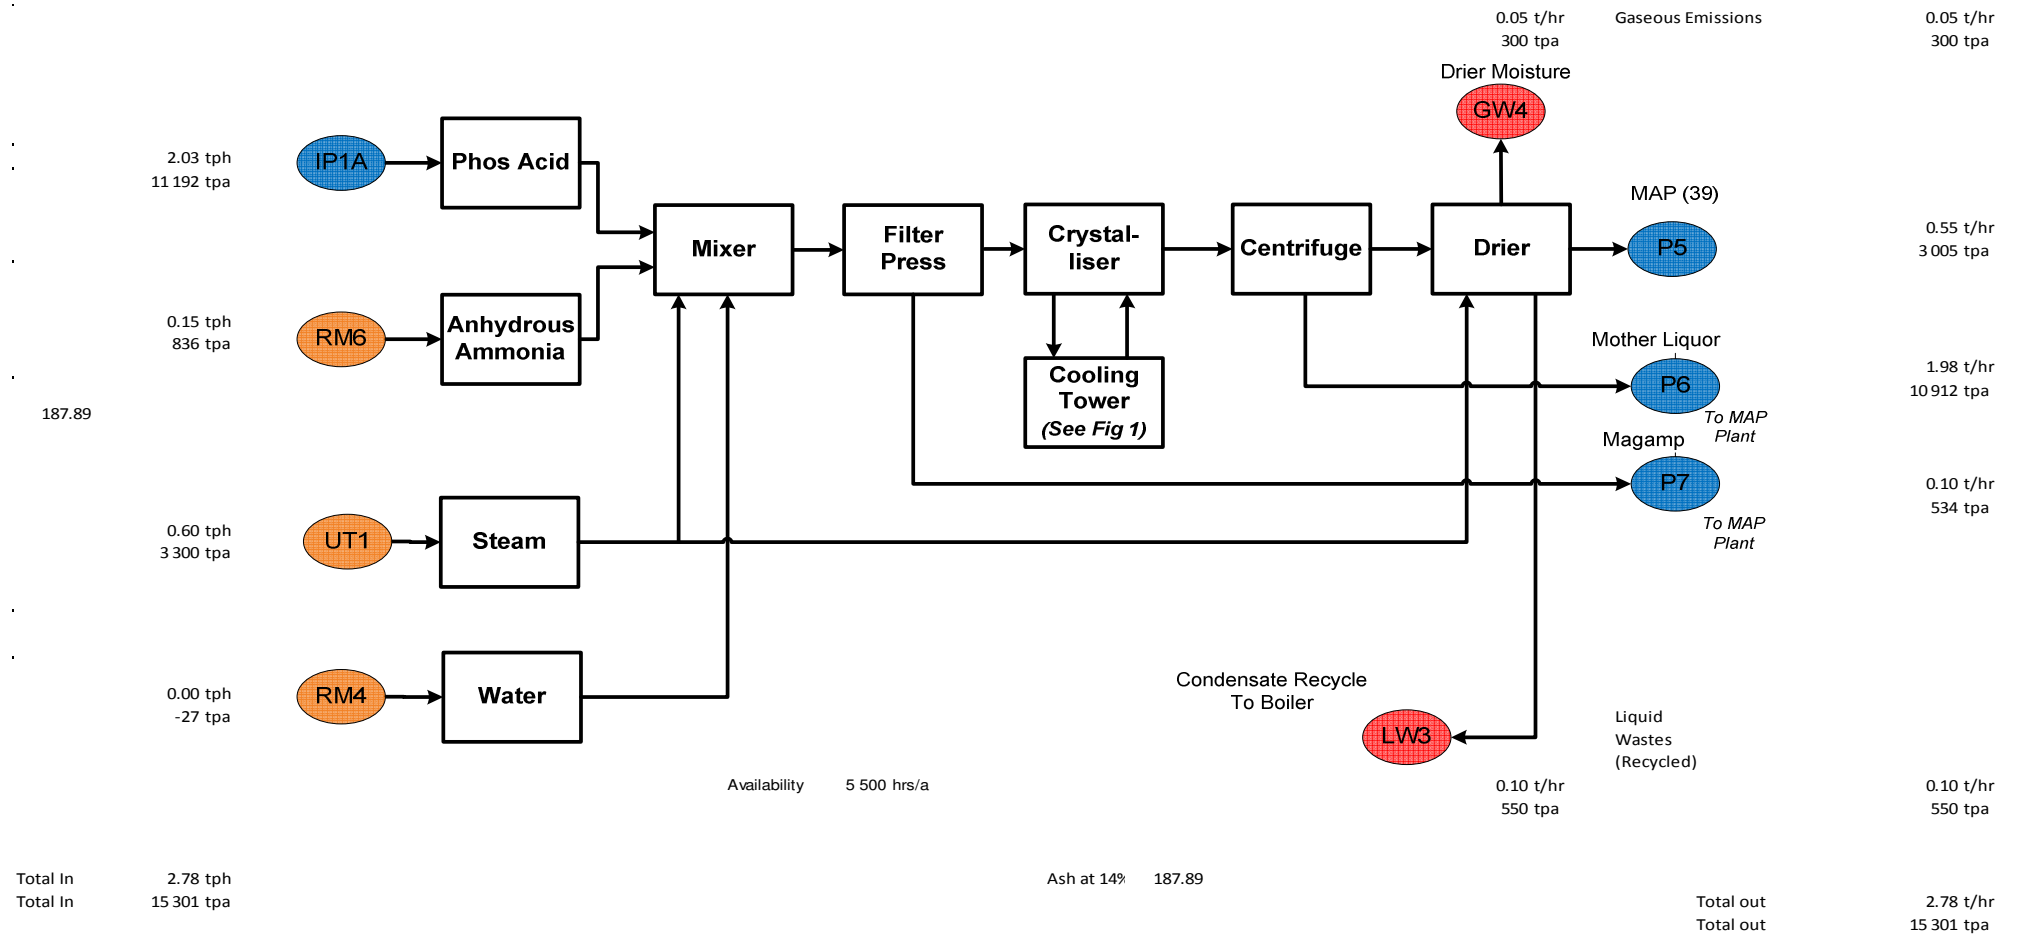 0.05 t/hr Gaseous Emissions 0.05 t/hr
300 tpa 300 tpa
Drier Moisture
GW4
2.03 tph IP1A Phos Acid
11 192 tpa
MAP (39)
Mixer
Filter
Press
Crystal-
liser
Centrifuge
Drier
P5
0.55 t/hr
3 005 tpa
0.15 tph
836 tpa
RM6
Anhydrous
Ammonia
Mother Liquor
P6
1.98 t/hr
10 912 tpa
To MAP
Plant
Cooling
Tower
(See Fig 1)
187.89
Magamp
P7
0.10 t/hr
534 tpa
To MAP
Plant
0.60 tph
3 300 tpa
UT1
Steam
0.00 tph
-27 tpa
RM4
Water
Condensate Recycle
To Boiler
LW3
Liquid
Wastes
(Recycled)
Availability 5 500 hrs/a
0.10 t/hr 0.10 t/hr
550 tpa 550 tpa
Total In 2.78 tph
Total In 15 301 tpa
Ash at 14% 187.89
Total out 2.78 t/hr
Total out 15 301 tpa